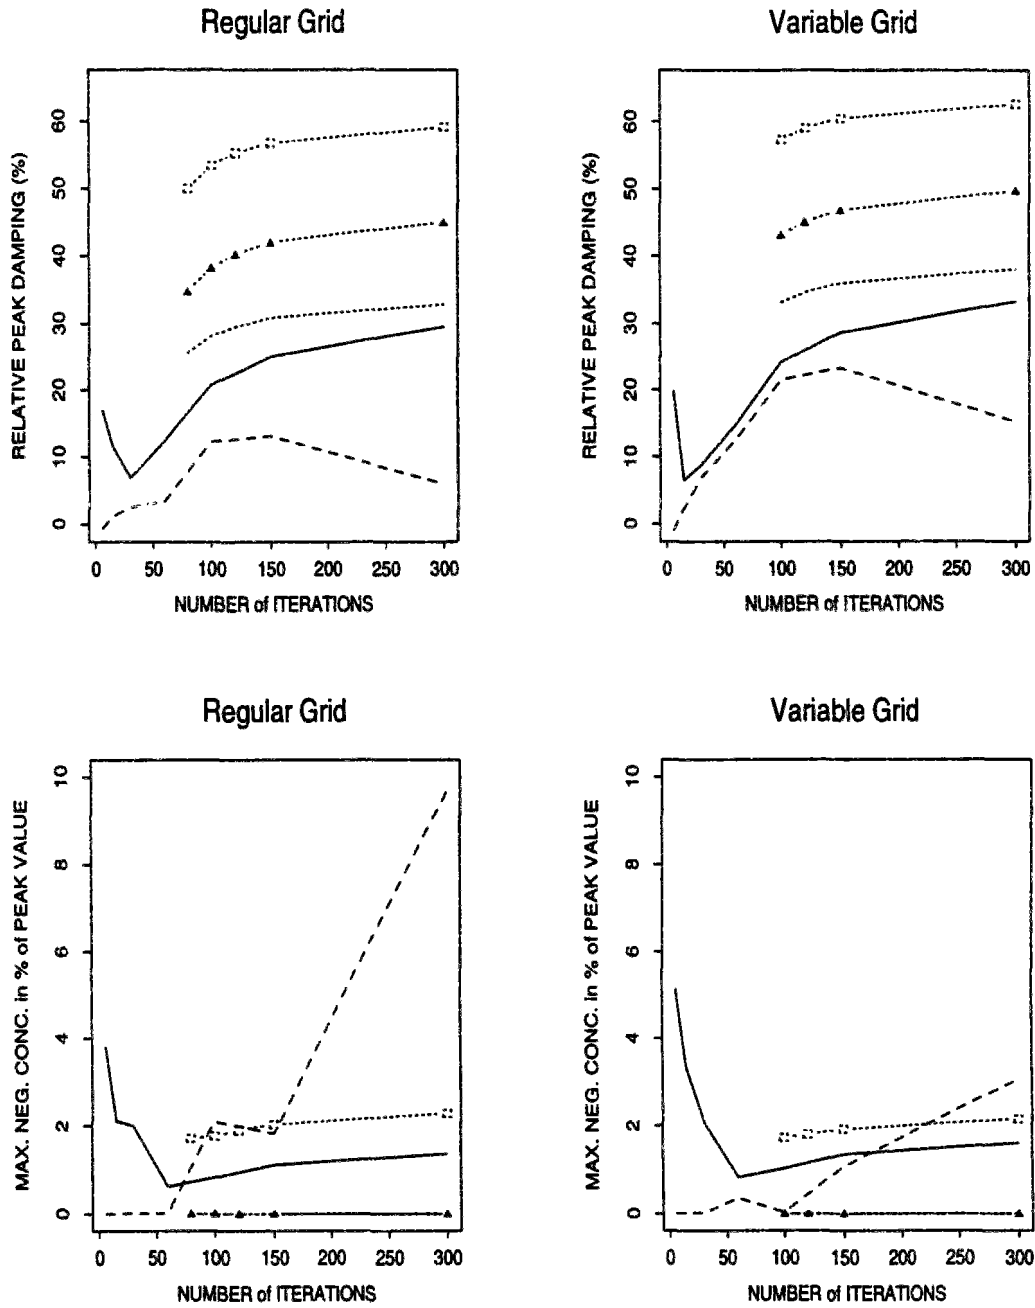 Regular Grid
RELATIVE PEAK DAMPING (%)
60
50
40
30
20
10
0
0 50 100 150 200 250 300
NUMBER of ITERATIONS
Variable Grid
RELATIVE PEAK DAMPING (%)
60
50
40
30
20
10
0
0 50 100 150 200 250 300
NUMBER of ITERATIONS
Regular Grid
MAX. NEG. CONC. in % of PEAK VALUE
10
8
6
4
2
0
0 50 100 150 200 250 300
NUMBER of ITERATIONS
Variable Grid
MAX. NEG. CONC. in % of PEAK VALUE
10
8
6
4
2
0
0 50 100 150 200 250 300
NUMBER of ITERATIONS